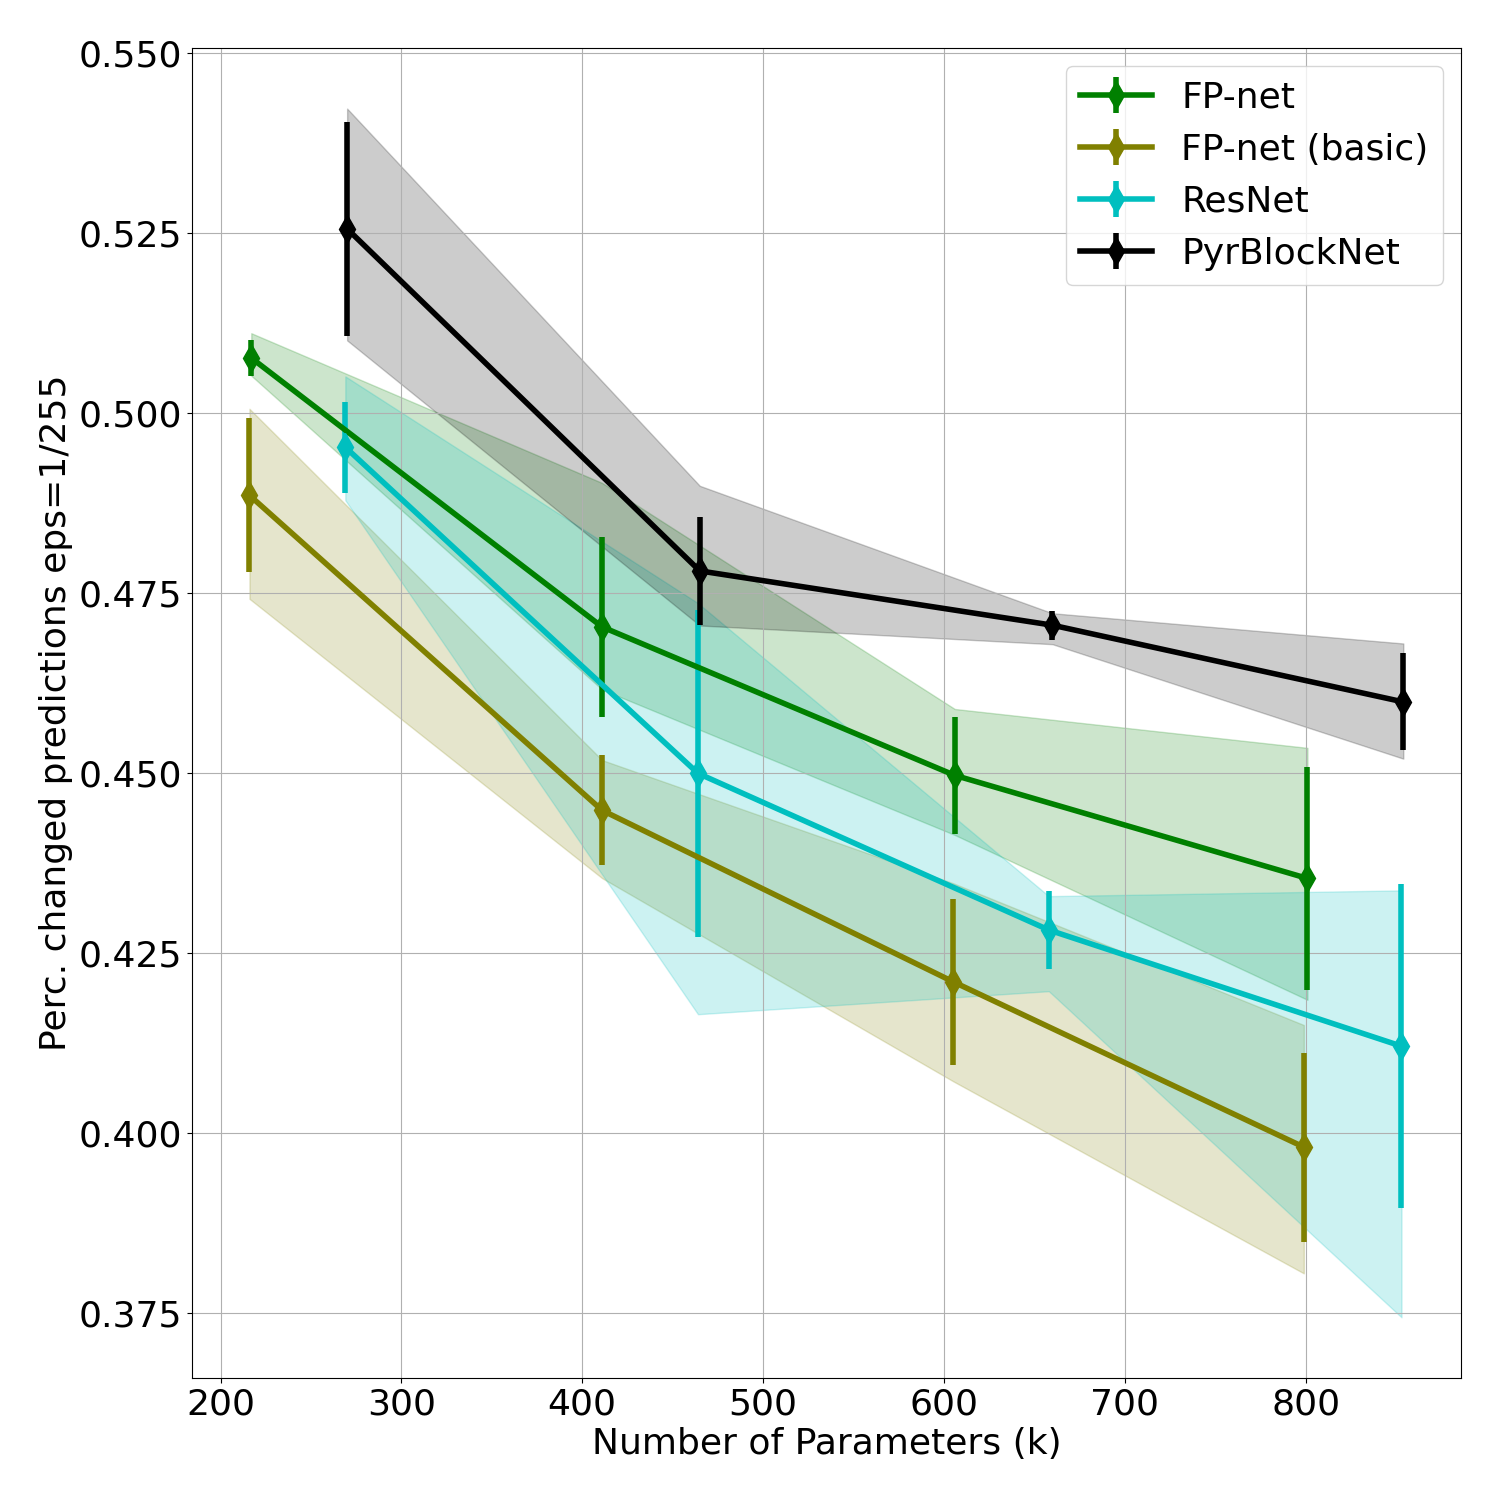 0.550
0.525
0.500
0.475
0.450
0.425
0.400
0.375
Perc. changed predictions eps=1/255
FP-net
FP-net (basic)
ResNet
PyrBlockNet
200 300 400 500 600 700 800
Number of Parameters (k)